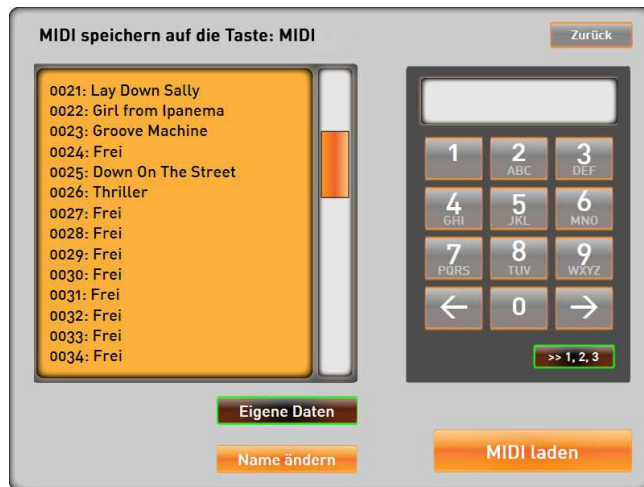 MIDI speichern auf die Taste: MIDI
Zurück
0021: Lay Down Sally
0022: Girl from Ipanema
0023: Groove Machine
0024: Frei
0025: Down On The Street
0026: Thriller
0027: Frei
0028: Frei
0029: Frei
0030: Frei
0031: Frei
0032: Frei
0033: Frei
0034: Frei
1 2 3
ABC DEF
4 5 6
GHI JKL MNO
7 8 9
PQRS TUV WXYZ
← 0 →
>> 1, 2, 3
Eigene Daten
Name ändern
MIDI laden